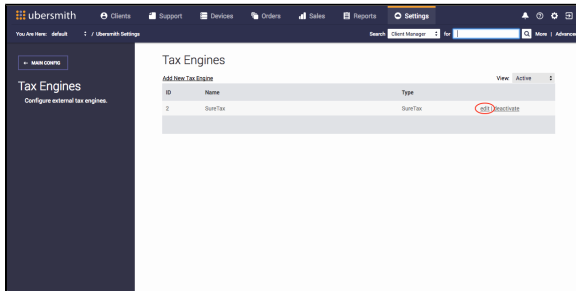 ubersmith Clients Support Devices Orders Sales Reports Settings
You Are Here: default / Ubersmith Settings Search Client Manager for More | Advanced
← MAIN CONFIG
Tax Engines
Configure external tax engines.
Tax Engines
Add New Tax Engine View: Active
ID Name Type
2 SureTax SureTax edit | deactivate